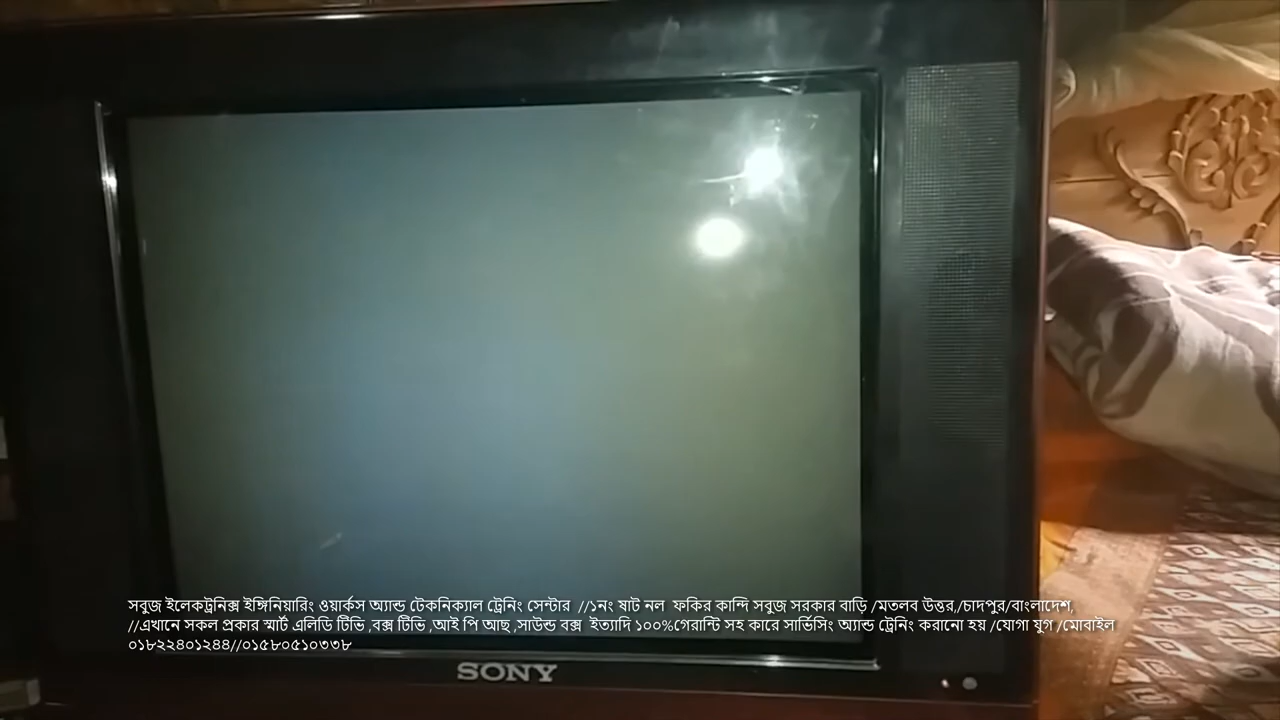 সবুজ ইলেকট্রনিক্স ইঙ্গিনিয়ারিং ওয়ার্কস অ্যান্ড টেকনিক্যাল ট্রেনিং সেন্টার //১নং ষাট নল ফকির কান্দি সবুজ সরকার বাড়ি /মতলব উত্তর,/চাদপুর/বাংলাদেশ,
//এখানে সকল প্রকার স্মার্ট এলিডি টিভি ,বক্স টিভি ,আই পি আছ ,সাউন্ড বক্স ইত্যাদি ১০০%গেরান্টি সহ কারে সার্ভিসিং অ্যান্ড ট্রেনিং করানো হয় /যোগা যুগ /মোবাইল
০১৮২২৪০১২৪৪//০১৫৮০৫১০৩৩৮
SONY